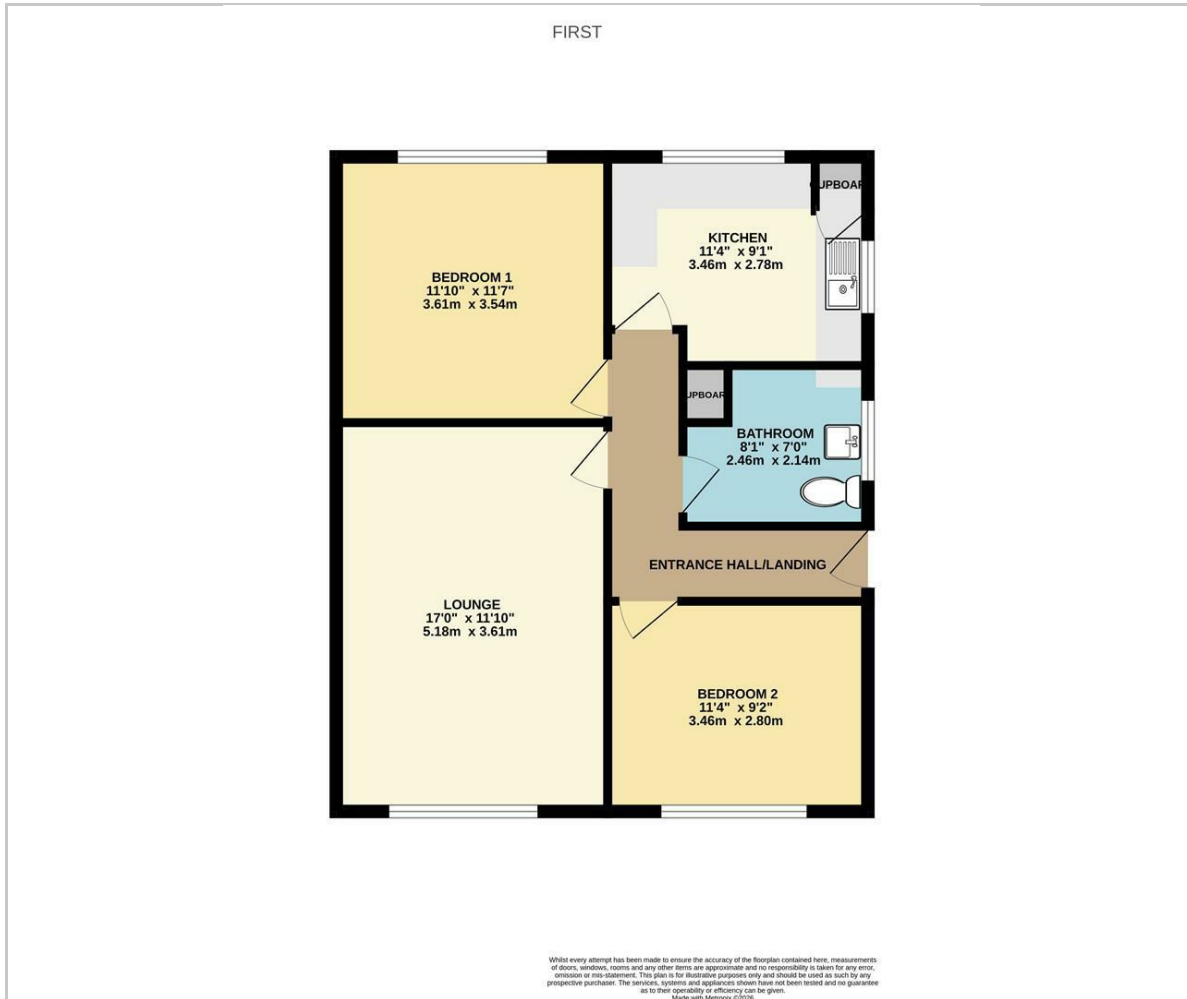 FIRST
CUPBOAR
KITCHEN
11'4" x 9'1"
3.46m x 2.78m
BEDROOM 1
11'10" x 11'7"
3.61m x 3.54m
UPBOAR
BATHROOM
8'1" x 7'0"
2.46m x 2.14m
ENTRANCE HALL/LANDING
LOUNGE
17'0" x 11'10"
5.18m x 3.61m
BEDROOM 2
11'4" x 9'2"
3.46m x 2.80m
Whilst every attempt has been made to ensure the accuracy of the floorplan contained here, measurements
of doors, windows, rooms and any other items are approximate and no responsibility is taken for any error,
omission or mis-statement. This plan is for illustrative purposes only and should be used as such by any
prospective purchaser. The services, systems and appliances shown have not been tested and no guarantee
as to their operability or efficiency can be given.
Made with Metropix ©2026